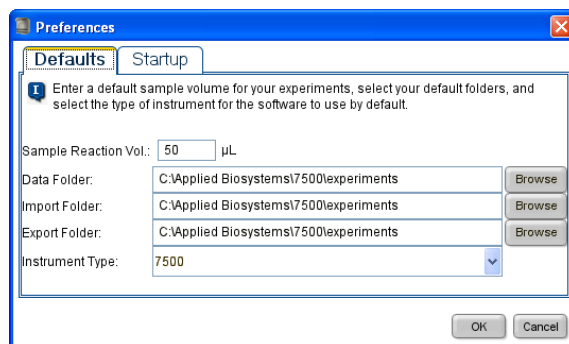 Preferences
Defaults Startup
Enter a default sample volume for your experiments, select your default folders, and
select the type of instrument for the software to use by default.
Sample Reaction Vol.: 50 µL
Data Folder: C:\Applied Biosystems\7500\experiments Browse
Import Folder: C:\Applied Biosystems\7500\experiments Browse
Export Folder: C:\Applied Biosystems\7500\experiments Browse
Instrument Type: 7500
OK Cancel